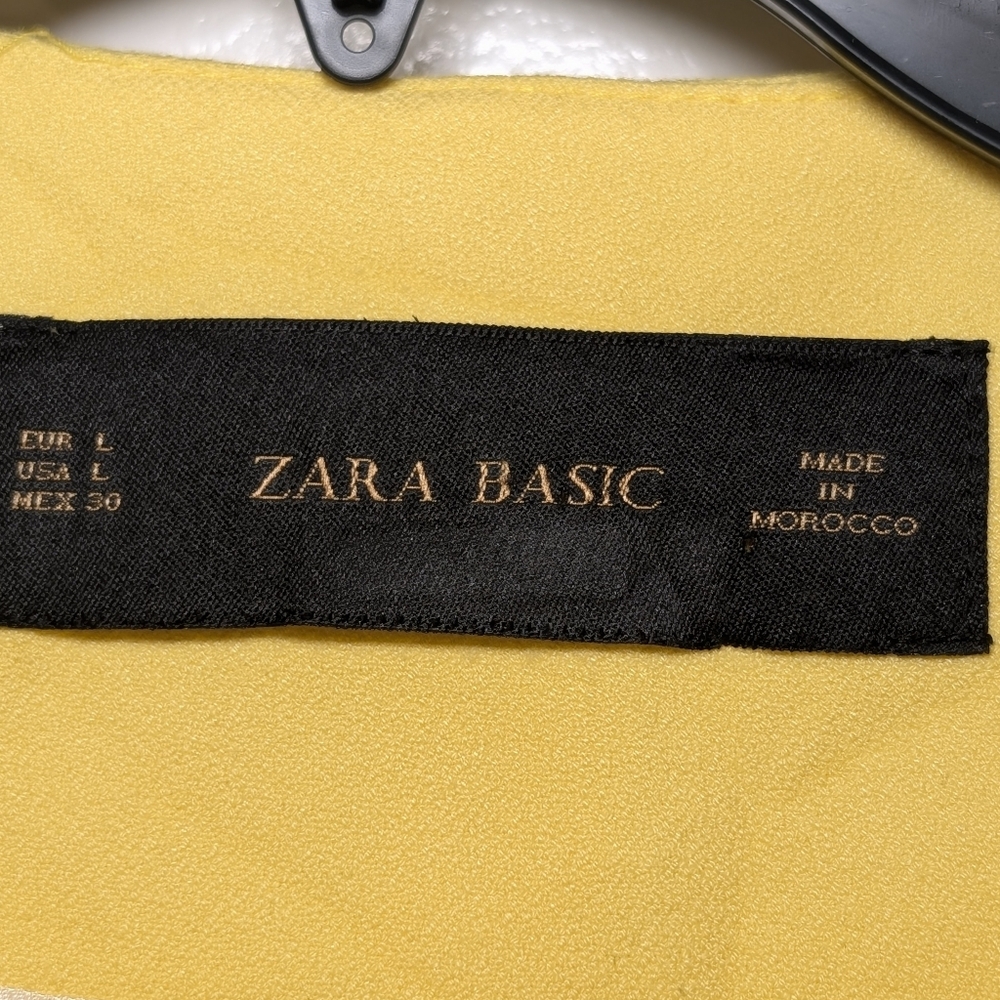 EUR L
USA L
MEX 30
ZARA BASIC
MADE
IN
MOROCCO